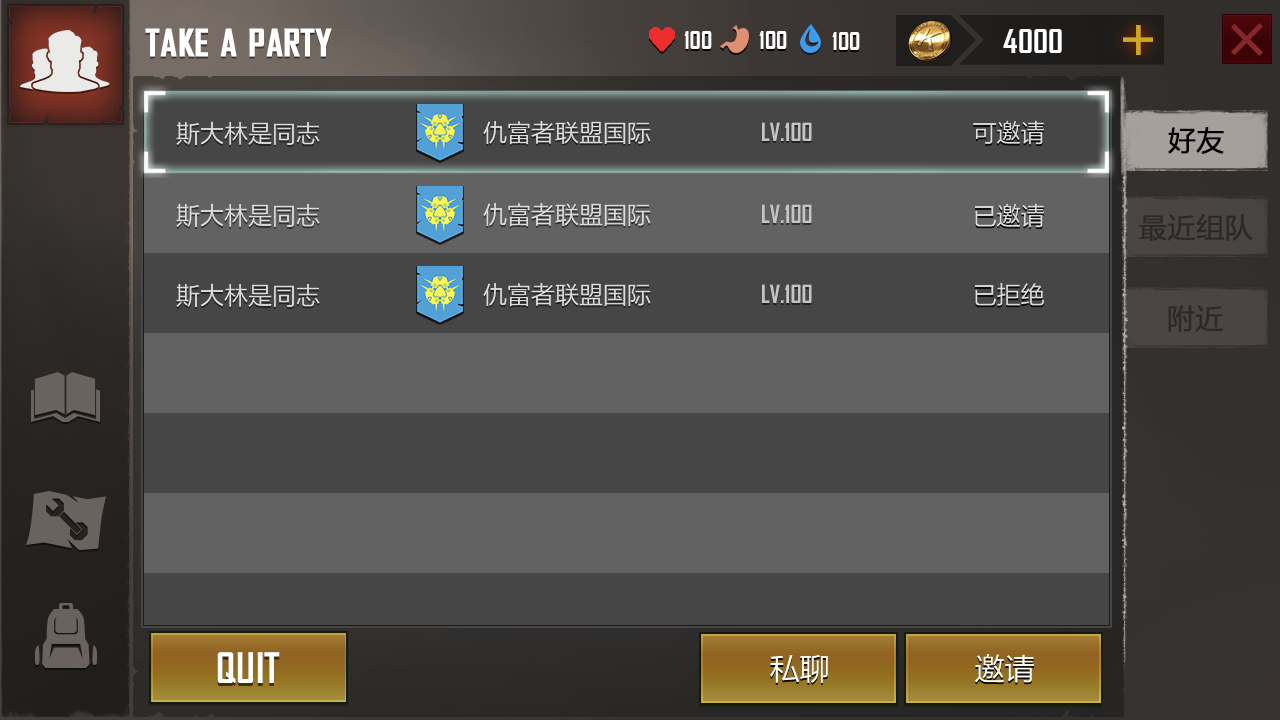 TAKE A PARTY 100 100 100 4000
斯大林是同志 仇富者联盟国际 LV.100 可邀请
斯大林是同志 仇富者联盟国际 LV.100 已邀请
斯大林是同志 仇富者联盟国际 LV.100 已拒绝
好友
最近组队
附近
QUIT 私聊 邀请